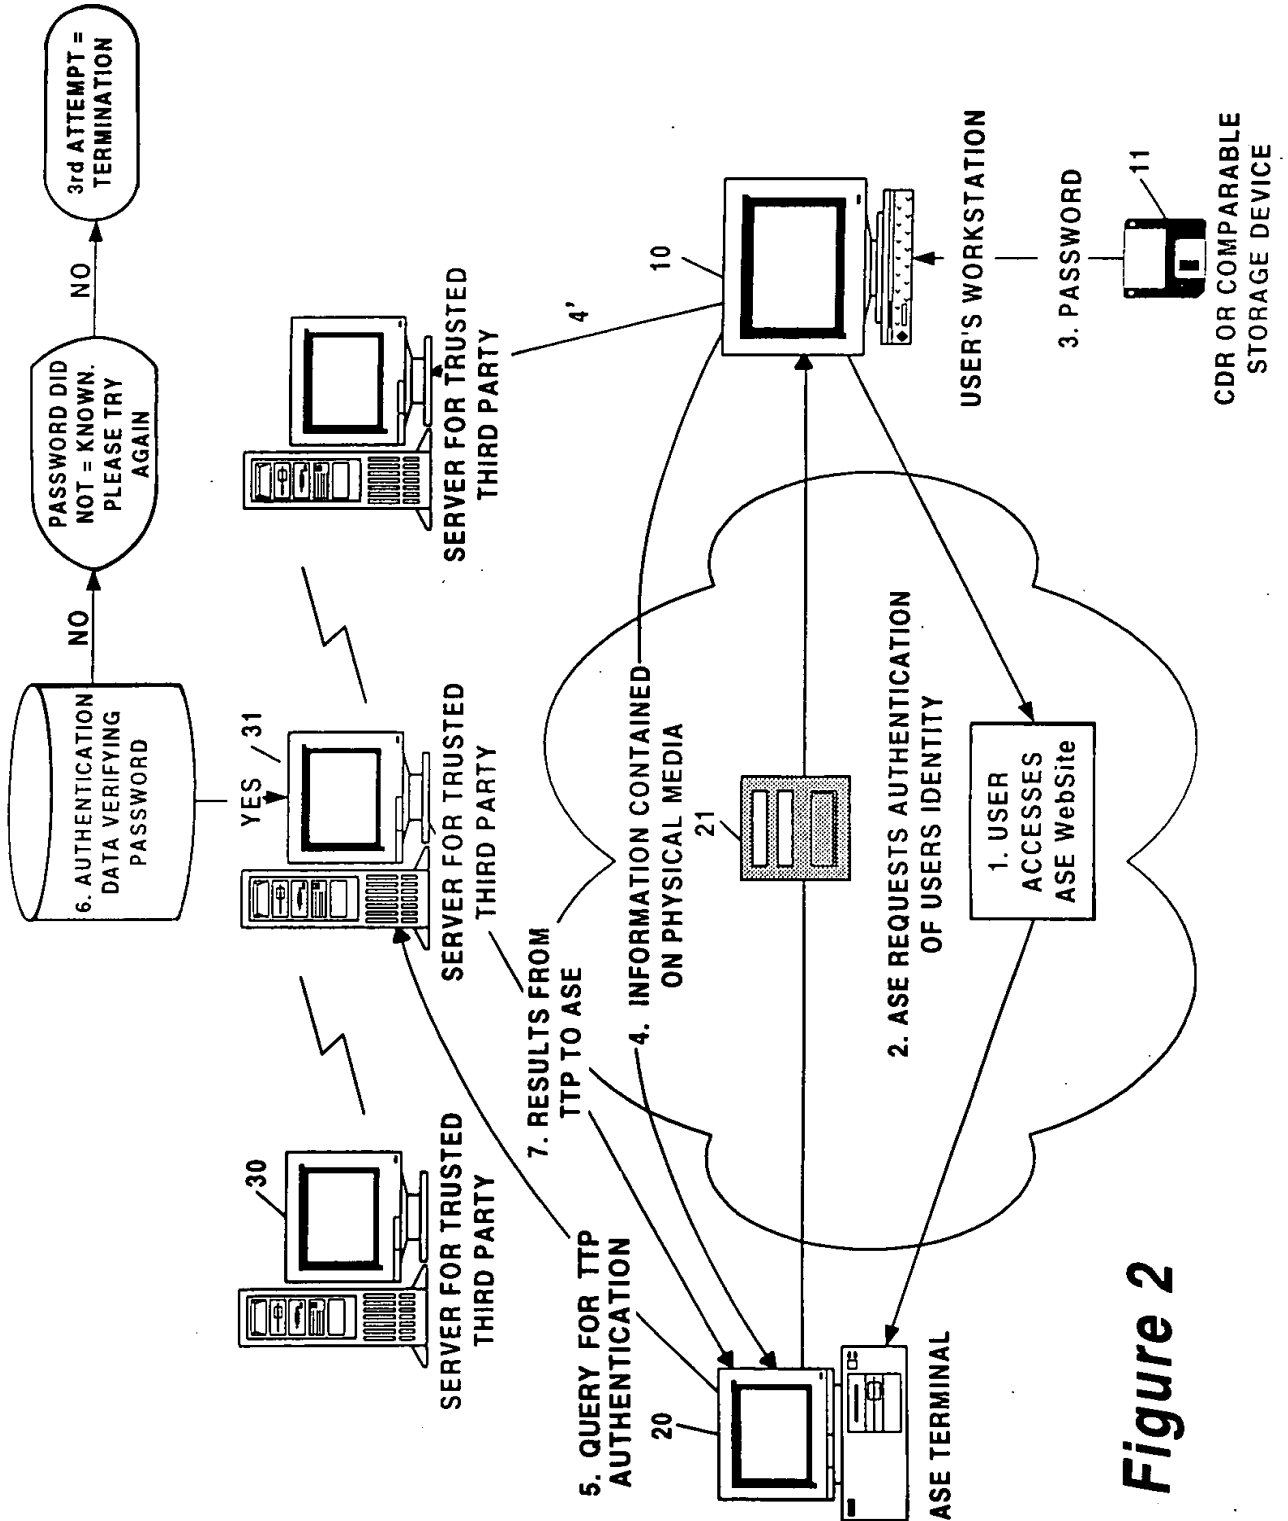 6. AUTHENTICATION
DATA VERIFYING
PASSWORD
NO
PASSWORD DID
NOT = KNOWN.
PLEASE TRY
AGAIN
NO
3rd ATTEMPT =
TERMINATION
YES
31
30
SERVER FOR TRUSTED
THIRD PARTY
SERVER FOR TRUSTED
THIRD PARTY
SERVER FOR TRUSTED
THIRD PARTY
4'
7. RESULTS FROM
TTP TO ASE
5. QUERY FOR TTP
AUTHENTICATION
4. INFORMATION CONTAINED
ON PHYSICAL MEDIA
20
21
10
2. ASE REQUESTS AUTHENTICATION
OF USERS IDENTITY
ASE TERMINAL
1. USER
ACCESSES
ASE WebSite
USER'S WORKSTATION
3. PASSWORD
11
CDR OR COMPARABLE
STORAGE DEVICE
Figure 2